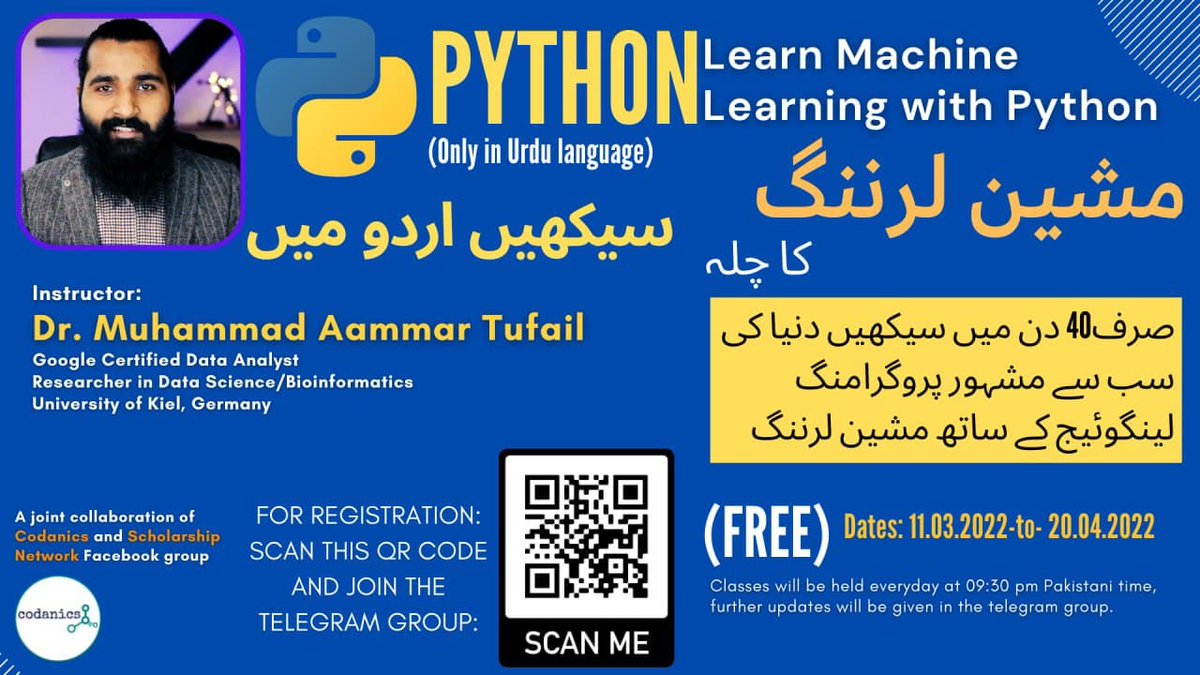 PYTHON
(Only in Urdu language)
سیکھیں اردو میں
Learn Machine
Learning with Python
مشین لرننگ
کا چلہ
صرف40 دن میں سیکھیں دنیا کی
سب سے مشہور پروگرامنگ
لینگوئیج کے ساتھ مشین لرننگ
Instructor:
Dr. Muhammad Aammar Tufail
Google Certified Data Analyst
Researcher in Data Science/Bioinformatics
University of Kiel, Germany
A joint collaboration of
Codanics and Scholarship
Network Facebook group
codanics
FOR REGISTRATION:
SCAN THIS QR CODE
AND JOIN THE
TELEGRAM GROUP:
SCAN ME
(FREE)
Dates: 11.03.2022-to- 20.04.2022
Classes will be held everyday at 09:30 pm Pakistani time,
further updates will be given in the telegram group.